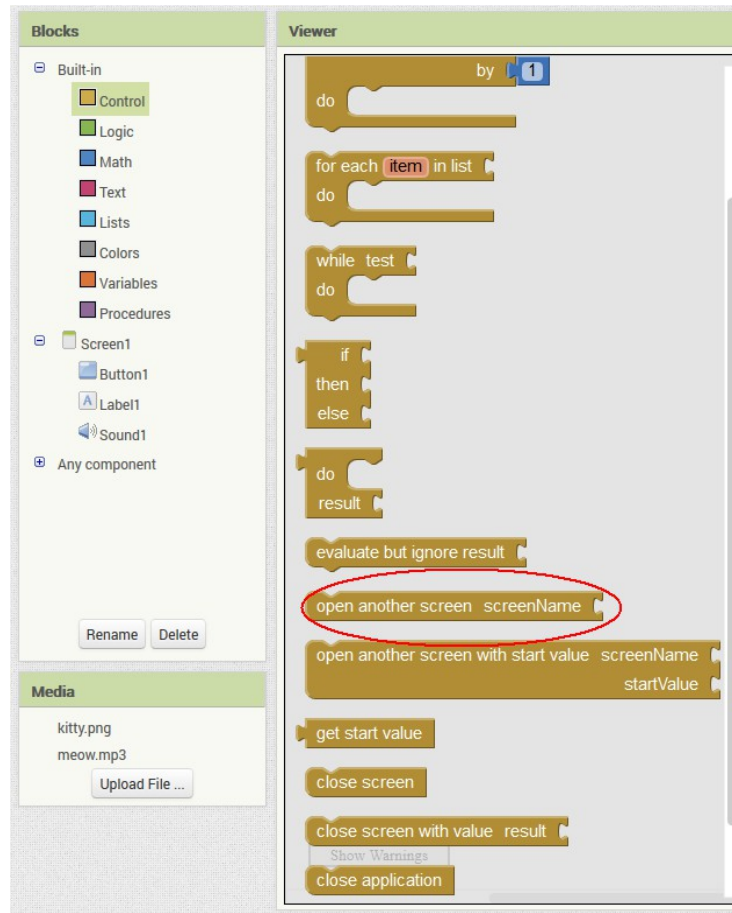 Blocks
Built-in
Control
Logic
Math
Text
Lists
Colors
Variables
Procedures
Screen1
Button1
A Label1
Sound1
Any component
Rename Delete
Media
kitty.png
meow.mp3
Upload File ...
Viewer
by 1
do
for each item in list
do
while test
do
if
then
else
do
result
evaluate but ignore result
open another screen screenName
open another screen with start value screenName
startValue
get start value
close screen
close screen with value result
Show Warnings
close application